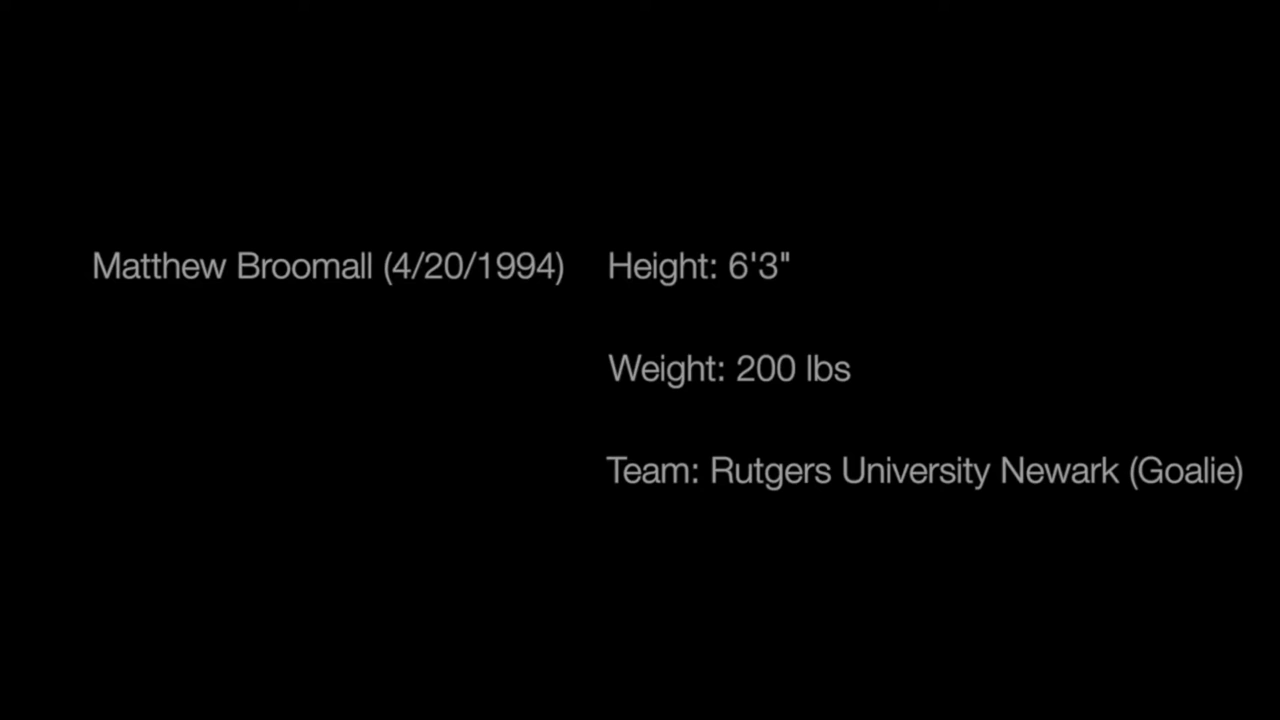 Matthew Broomall (4/20/1994) Height: 6'3"
Weight: 200 lbs
Team: Rutgers University Newark (Goalie)